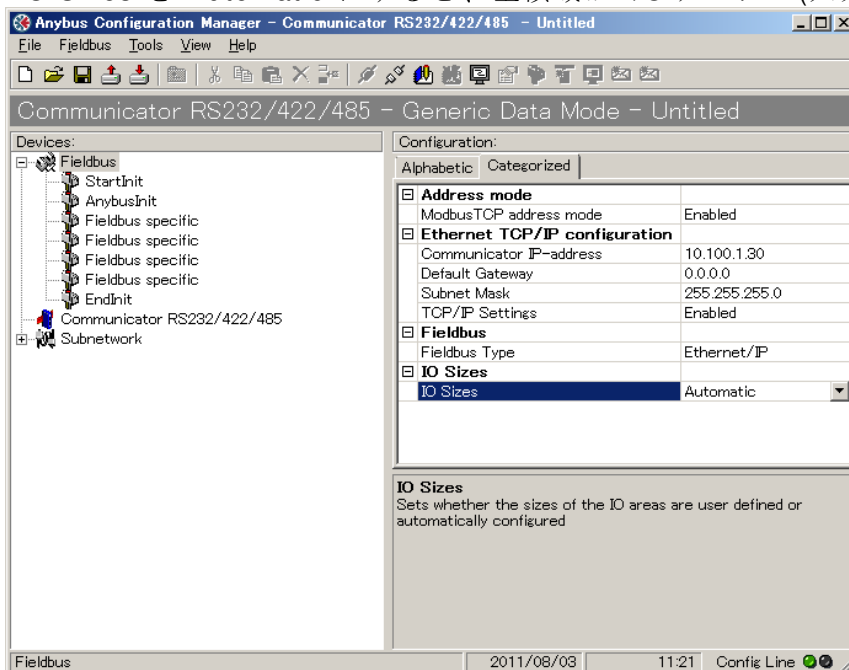 Anybus Configuration Manager - Communicator RS232/422/485 - Untitled
File Fieldbus Tools View Help
Communicator RS232/422/485 - Generic Data Mode - Untitled
Devices:
Fieldbus
StartInit
AnybusInit
Fieldbus specific
Fieldbus specific
Fieldbus specific
Fieldbus specific
EndInit
Communicator RS232/422/485
Subnetwork
Configuration:
Alphabetic Categorized
Address mode
ModbusTCP address mode Enabled
Ethernet TCP/IP configuration
Communicator IP-address 10.100.1.30
Default Gateway 0.0.0.0
Subnet Mask 255.255.255.0
TCP/IP Settings Enabled
Fieldbus
Fieldbus Type Ethernet/IP
IO Sizes
IO Sizes Automatic
IO Sizes
Sets whether the sizes of the IO areas are user defined or
automatically configured
Fieldbus 2011/08/03 11:21 Config Line